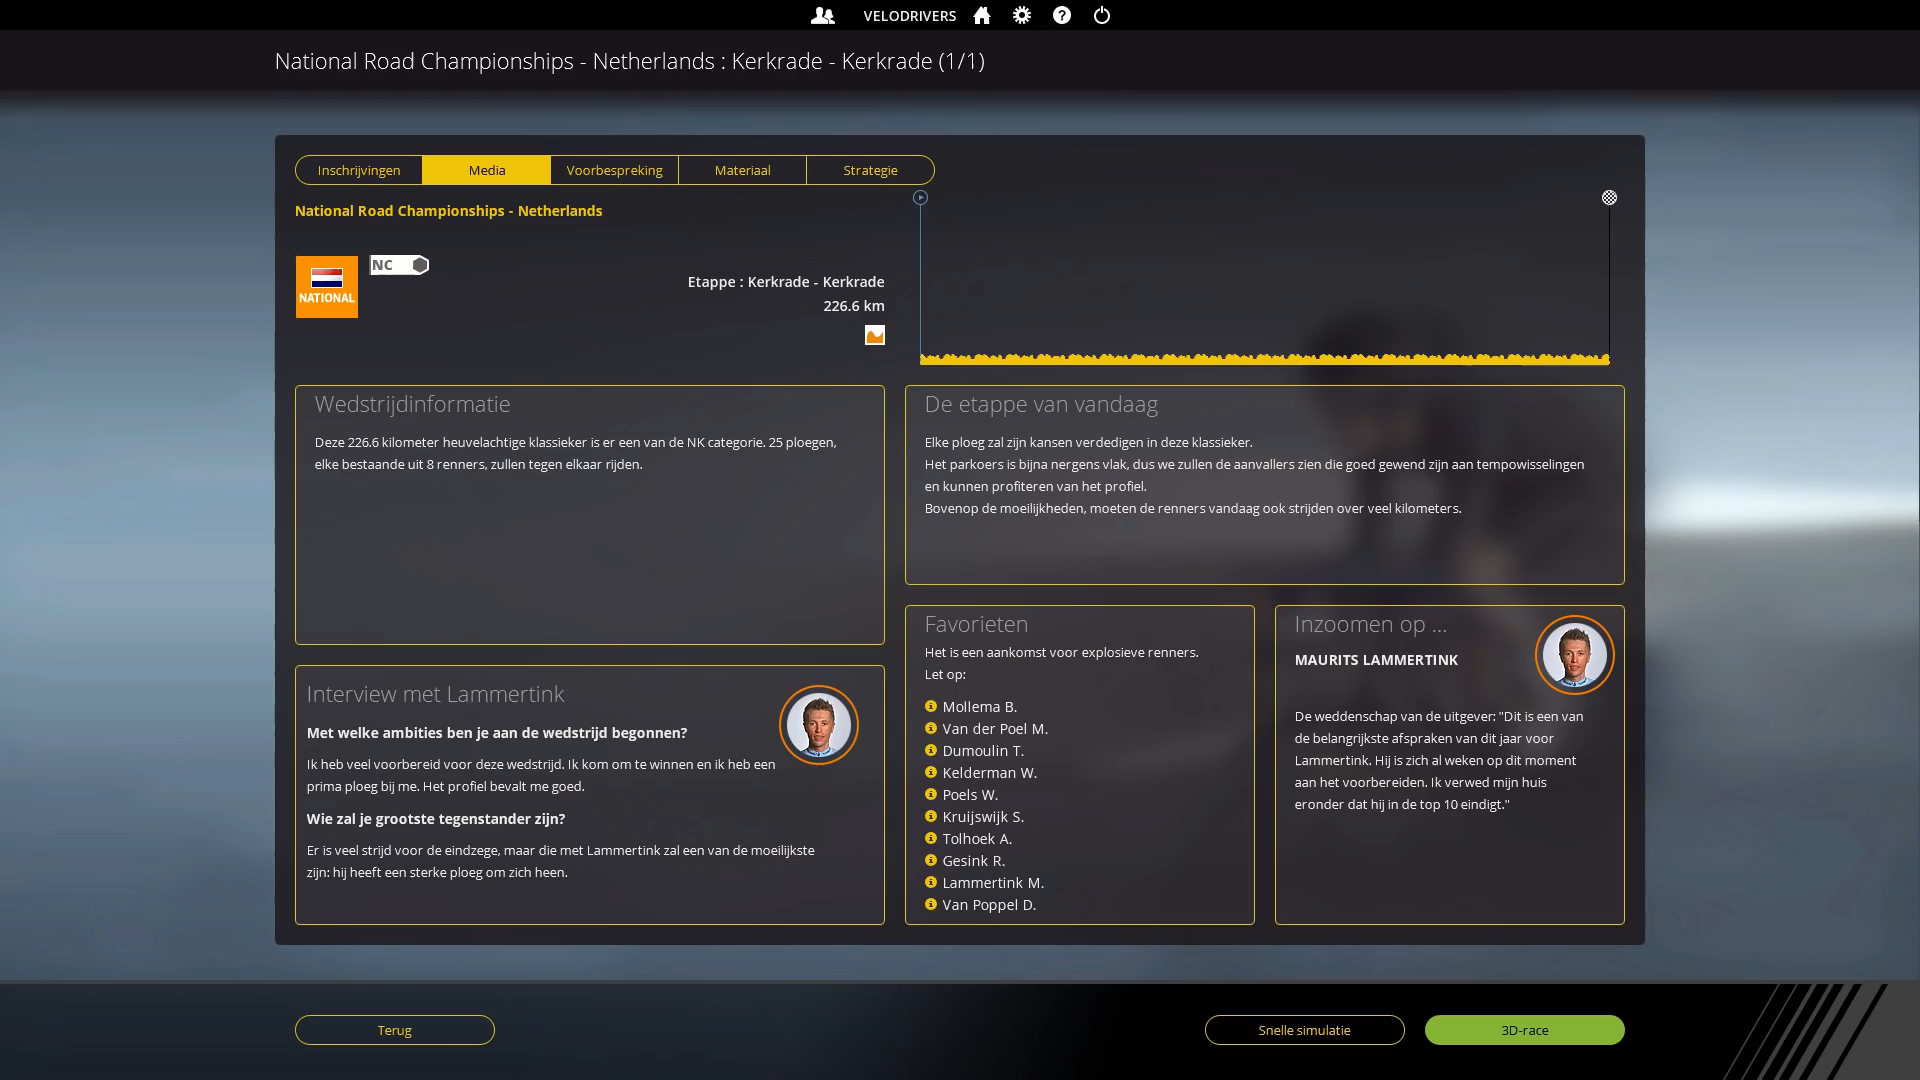 VELODRIVERS
National Road Championships - Netherlands : Kerkrade - Kerkrade (1/1)
Inschrijvingen
Media
Voorbespreking
Materiaal
Strategie
National Road Championships - Netherlands
NATIONAL
NC
Etappe : Kerkrade - Kerkrade
226.6 km
Wedstrijdinformatie
Deze 226.6 kilometer heuvelachtige klassieker is er een van de NK categorie. 25 ploegen,
elke bestaande uit 8 renners, zullen tegen elkaar rijden.
De etappe van vandaag
Elke ploeg zal zijn kansen verdedigen in deze klassieker.
Het parkoers is bijna nergens vlak, dus we zullen de aanvallers zien die goed gewend zijn aan tempowisselingen
en kunnen profiteren van het profiel.
Bovenop de moeilijkheden, moeten de renners vandaag ook strijden over veel kilometers.
Interview met Lammertink
Met welke ambities ben je aan de wedstrijd begonnen?
Ik heb veel voorbereid voor deze wedstrijd. Ik kom om te winnen en ik heb een
prima ploeg bij me. Het profiel bevalt me goed.
Wie zal je grootste tegenstander zijn?
Er is veel strijd voor de eindzege, maar die met Lammertink zal een van de moeilijkste
zijn: hij heeft een sterke ploeg om zich heen.
Favorieten
Het is een aankomst voor explosieve renners.
Let op:
Mollema B.
Van der Poel M.
Dumoulin T.
Kelderman W.
Poels W.
Kruijswijk S.
Tolhoek A.
Gesink R.
Lammertink M.
Van Poppel D.
Inzoomen op ...
MAURITS LAMMERTINK
De weddenschap van de uitgever: "Dit is een van
de belangrijkste afspraken van dit jaar voor
Lammertink. Hij is zich al weken op dit moment
aan het voorbereiden. Ik verwed mijn huis
eronder dat hij in de top 10 eindigt."
Terug
Snelle simulatie
3D-race